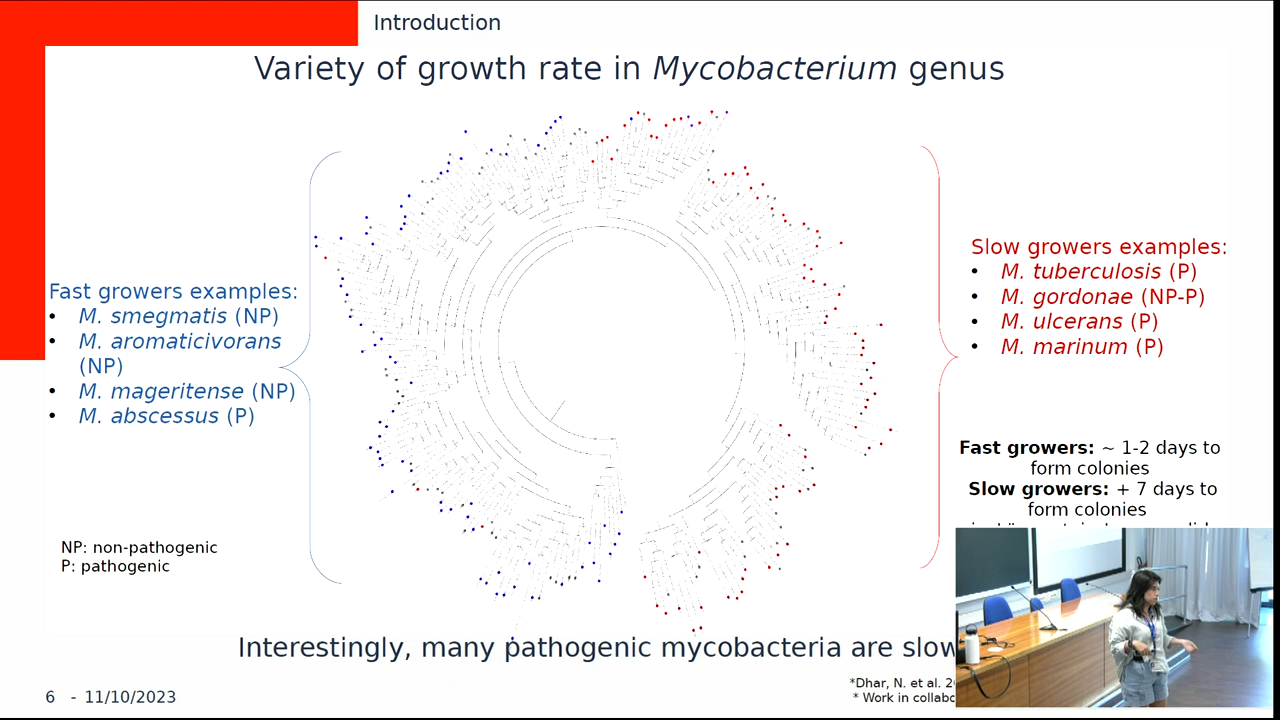 Introduction
Variety of growth rate in Mycobacterium genus
Fast growers examples:
• M. smegmatis (NP)
• M. aromaticivorans
(NP)
• M. mageritense (NP)
• M. abscessus (P)
NP: non-pathogenic
P: pathogenic
Slow growers examples:
• M. tuberculosis (P)
• M. gordonae (NP-P)
• M. ulcerans (P)
• M. marinum (P)
Fast growers: ~ 1-2 days to
form colonies
Slow growers: + 7 days to
form colonies
Interestingly, many pathogenic mycobacteria are slow
*Dhar, N. et al.
* Work in
6 - 11/10/2023